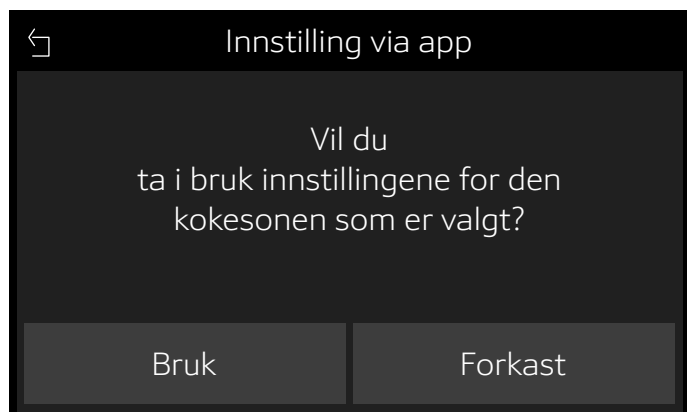 Innstilling via app
Vil du
ta i bruk innstillingene for den
kokesonen som er valgt?
Bruk
Forkast